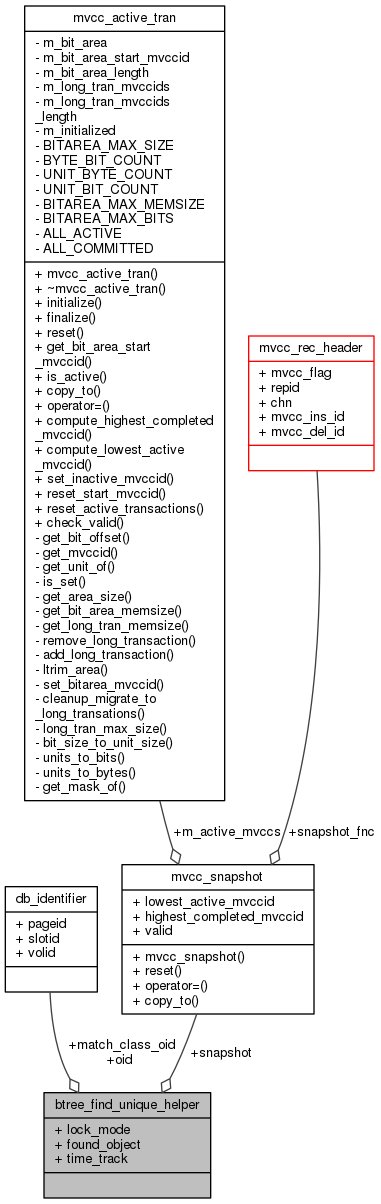 mvcc_active_tran
- m_bit_area
- m_bit_area_start_mvccid
- m_bit_area_length
- m_long_tran_mvccids
- m_long_tran_mvccids
_length
- m_initialized
- BITAREA_MAX_SIZE
- BYTE_BIT_COUNT
- UNIT_BYTE_COUNT
- UNIT_BIT_COUNT
- BITAREA_MAX_MEMSIZE
- BITAREA_MAX_BITS
- ALL_ACTIVE
- ALL_COMMITTED
+ mvcc_active_tran()
+ ~mvcc_active_tran()
+ initialize()
+ finalize()
+ reset()
+ get_bit_area_start
_mvccid()
+ is_active()
+ copy_to()
+ operator=()
+ compute_highest_completed
_mvccid()
+ compute_lowest_active
_mvccid()
+ set_inactive_mvccid()
+ reset_start_mvccid()
+ reset_active_transactions()
+ check_valid()
- get_bit_offset()
- get_mvccid()
- get_unit_of()
- is_set()
- get_area_size()
- get_bit_area_memsize()
- get_long_tran_memsize()
- remove_long_transaction()
- add_long_transaction()
- ltrim_area()
- set_bitarea_mvccid()
- cleanup_migrate_to
_long_transations()
- long_tran_max_size()
- bit_size_to_unit_size()
- units_to_bits()
- units_to_bytes()
- get_mask_of()
mvcc_rec_header
+ mvcc_flag
+ repid
+ chn
+ mvcc_ins_id
+ mvcc_del_id
+m_active_mvccs
+snapshot_fnc
mvcc_snapshot
+ lowest_active_mvccid
+ highest_completed_mvccid
+ valid
+ mvcc_snapshot()
+ reset()
+ operator=()
+ copy_to()
db_identifier
+ pageid
+ slotid
+ volid
+match_class_oid
+oid
+snapshot
btree_find_unique_helper
+ lock_mode
+ found_object
+ time_track